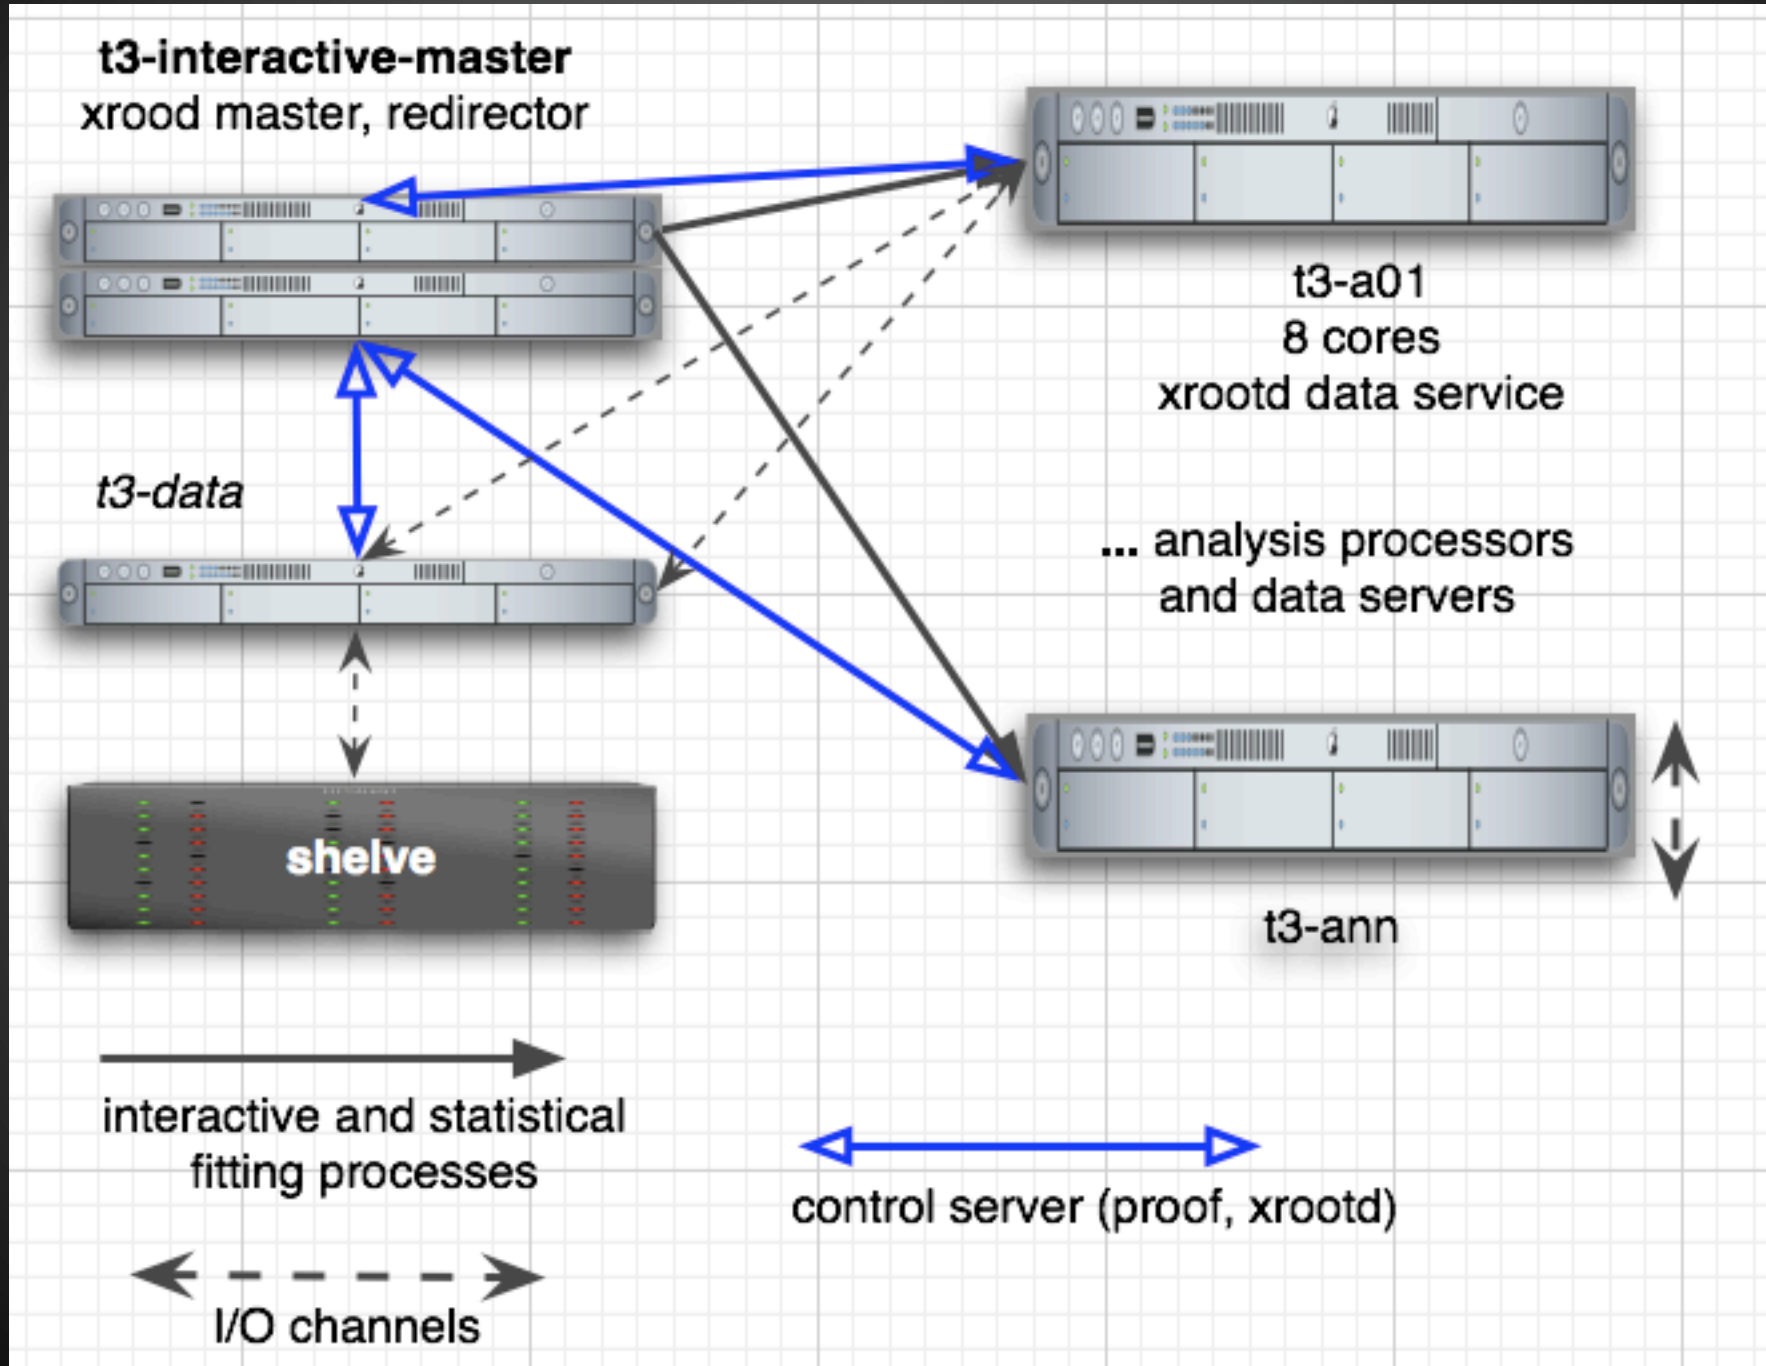 t3-interactive-master
xrood master, redirector
t3-a01
8 cores
xrootd data service
t3-data
... analysis processors
and data servers
shelve
t3-ann
interactive and statistical
fitting processes
control server (proof, xrootd)
I/O channels